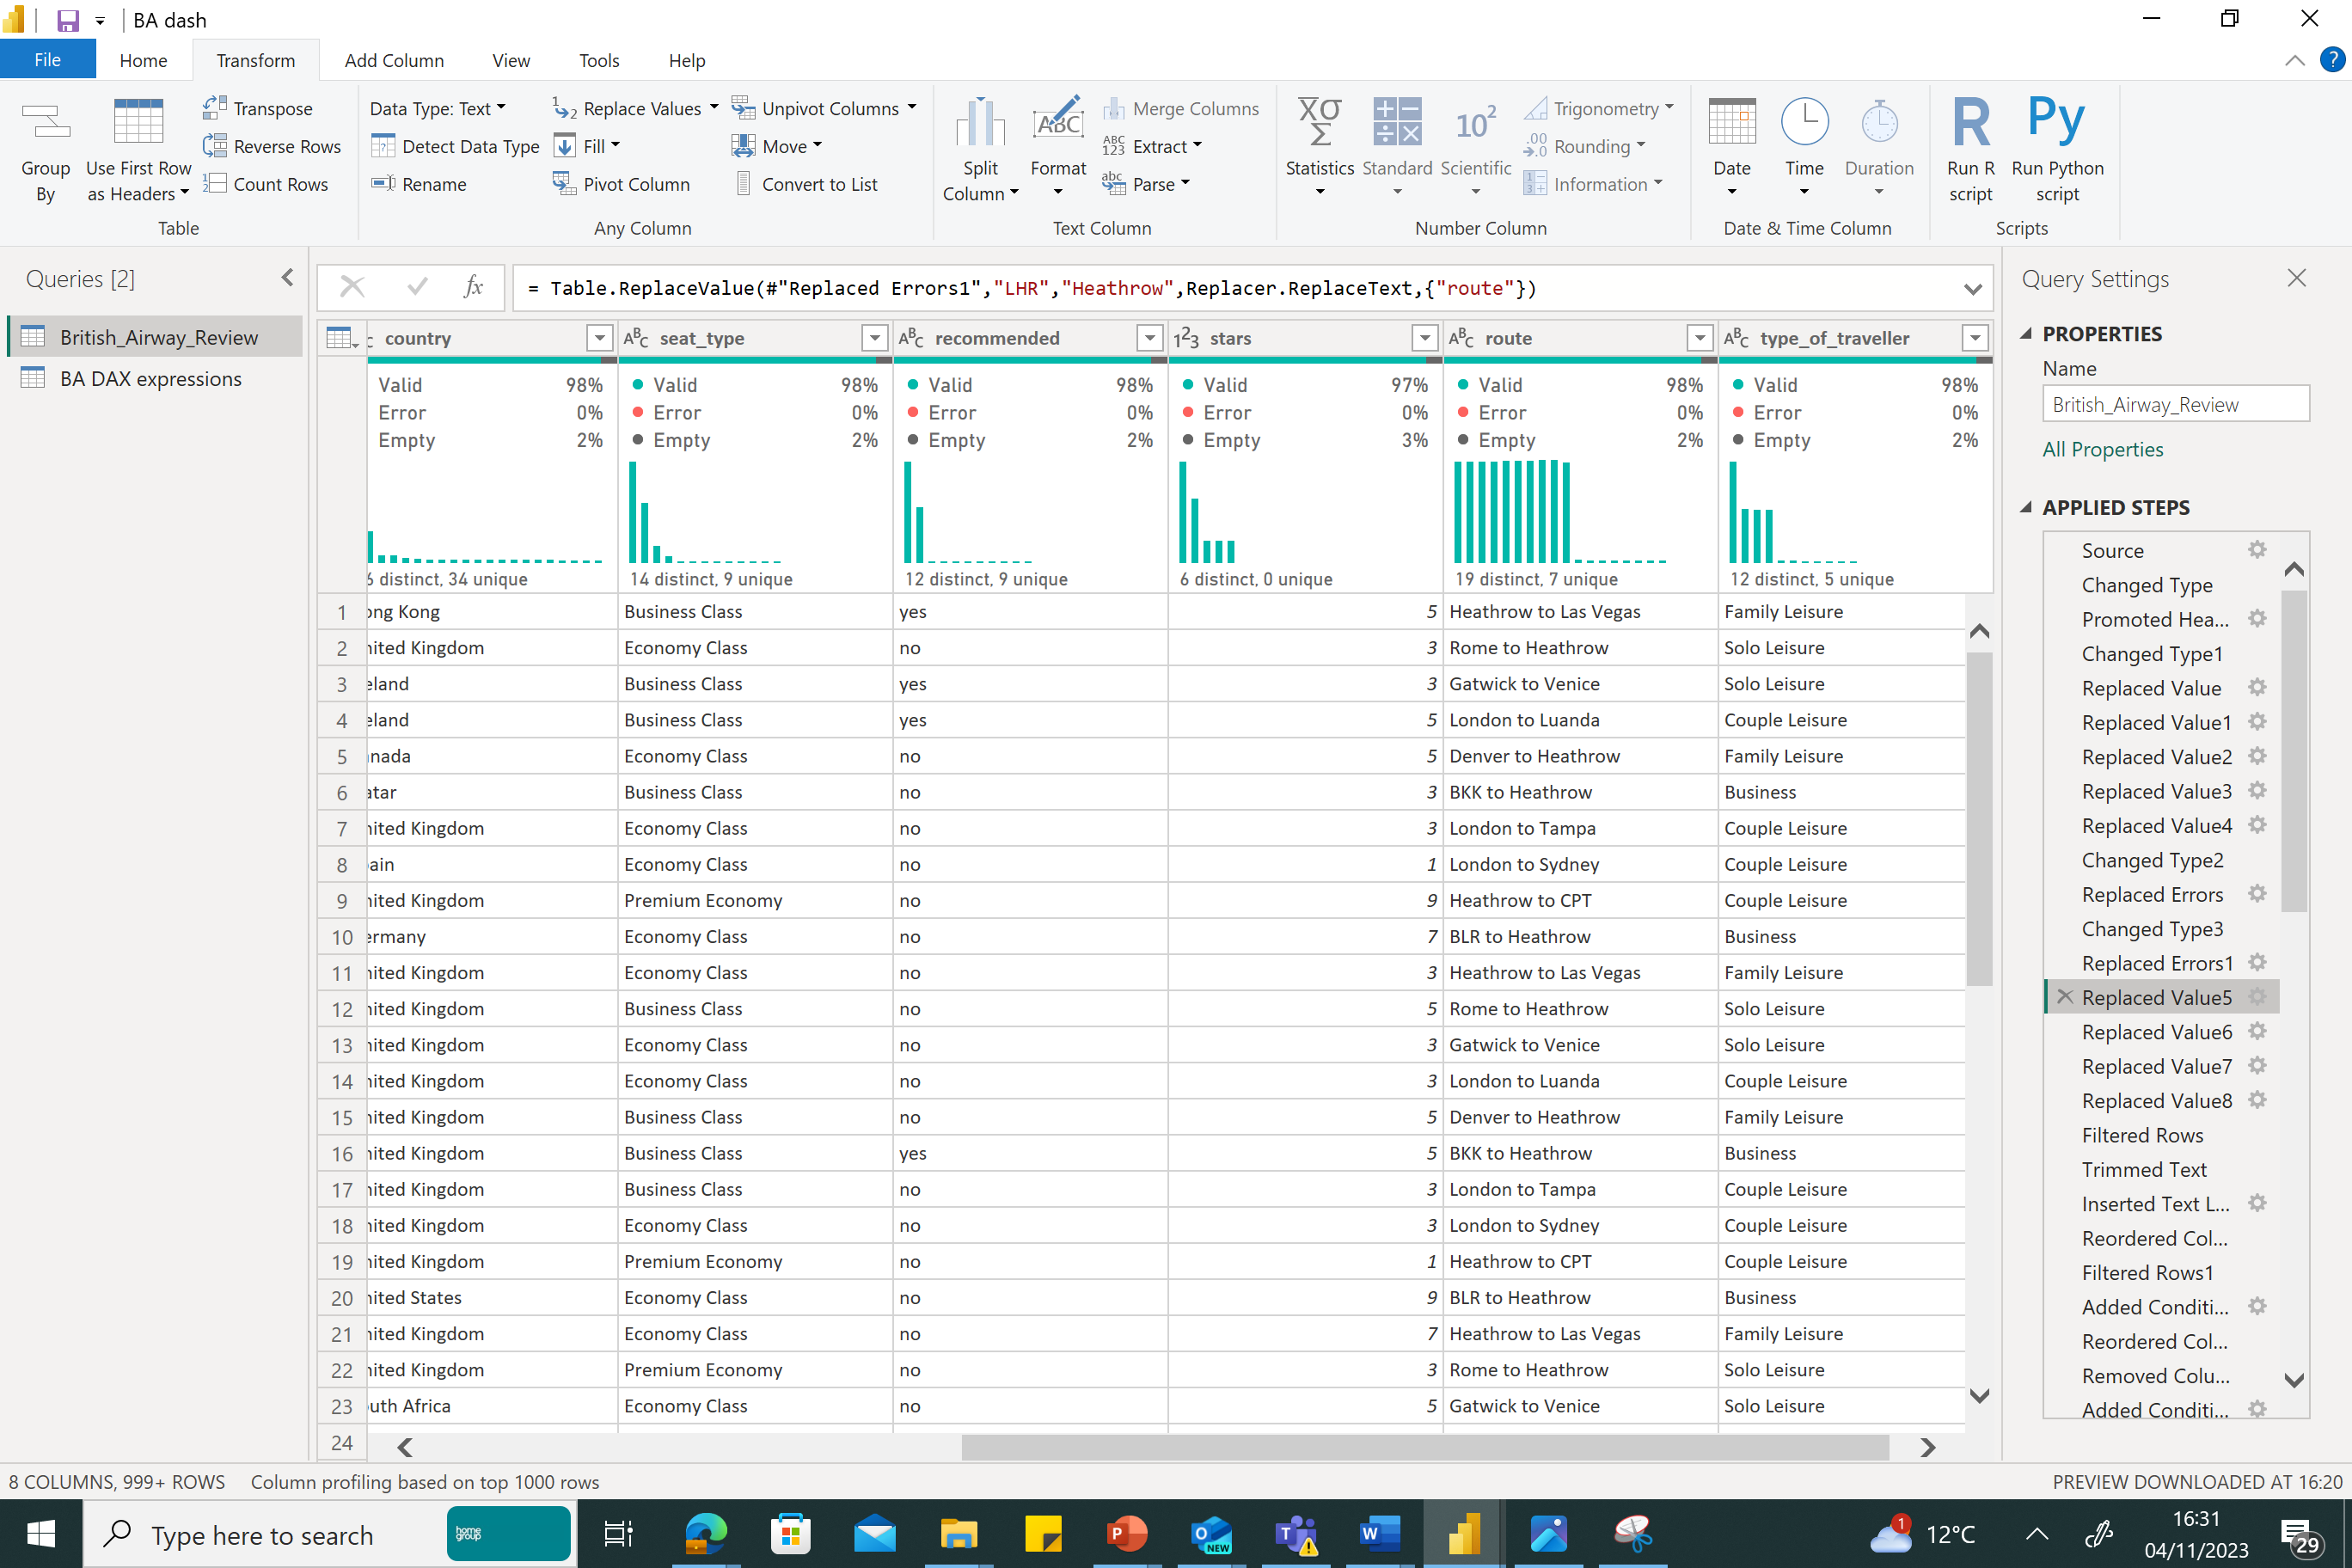 BA dash
File Home Transform Add Column View Tools Help
Group By
Use First Row as Headers
Transpose
Reverse Rows
Count Rows
Table
Data Type: Text
Detect Data Type
Rename
Replace Values
Fill
Pivot Column
Unpivot Columns
Move
Convert to List
Any Column
Split Column
Format
Merge Columns
Extract
Parse
Text Column
Statistics
Standard
Scientific
Trigonometry
Rounding
Information
Number Column
Date
Time
Duration
Date & Time Column
Run R script
Run Python script
Scripts
Queries [2]
British_Airway_Review
BA DAX expressions
fx
= Table.ReplaceValue(#"Replaced Errors1","LHR","Heathrow",Replacer.ReplaceText,{"route"})
country ABC seat_type ABC recommended 123 stars ABC route ABC type_of_traveller
Valid 98% Valid 98% Valid 98% Valid 97% Valid 98% Valid 98%
Error 0% Error 0% Error 0% Error 0% Error 0% Error 0%
Empty 2% Empty 2% Empty 2% Empty 3% Empty 2% Empty 2%
6 distinct, 34 unique 14 distinct, 9 unique 12 distinct, 9 unique 6 distinct, 0 unique 19 distinct, 7 unique 12 distinct, 5 unique
1 ong Kong Business Class yes 5 Heathrow to Las Vegas Family Leisure
2 nited Kingdom Economy Class no 3 Rome to Heathrow Solo Leisure
3 eland Business Class yes 3 Gatwick to Venice Solo Leisure
4 eland Business Class yes 5 London to Luanda Couple Leisure
5 anada Economy Class no 5 Denver to Heathrow Family Leisure
6 atar Business Class no 3 BKK to Heathrow Business
7 nited Kingdom Economy Class no 3 London to Tampa Couple Leisure
8 ain Economy Class no 1 London to Sydney Couple Leisure
9 nited Kingdom Premium Economy no 9 Heathrow to CPT Couple Leisure
10 ermany Economy Class no 7 BLR to Heathrow Business
11 nited Kingdom Economy Class no 3 Heathrow to Las Vegas Family Leisure
12 nited Kingdom Business Class no 5 Rome to Heathrow Solo Leisure
13 nited Kingdom Economy Class no 3 Gatwick to Venice Solo Leisure
14 nited Kingdom Economy Class no 3 London to Luanda Couple Leisure
15 nited Kingdom Business Class no 5 Denver to Heathrow Family Leisure
16 nited Kingdom Business Class yes 5 BKK to Heathrow Business
17 nited Kingdom Business Class no 3 London to Tampa Couple Leisure
18 nited Kingdom Economy Class no 3 London to Sydney Couple Leisure
19 nited Kingdom Premium Economy no 1 Heathrow to CPT Couple Leisure
20 nited States Economy Class no 9 BLR to Heathrow Business
21 nited Kingdom Economy Class no 7 Heathrow to Las Vegas Family Leisure
22 nited Kingdom Premium Economy no 3 Rome to Heathrow Solo Leisure
23 uth Africa Economy Class no 5 Gatwick to Venice Solo Leisure
24
Query Settings
PROPERTIES
Name
British_Airway_Review
All Properties
APPLIED STEPS
Source
Changed Type
Promoted Hea...
Changed Type1
Replaced Value
Replaced Value1
Replaced Value2
Replaced Value3
Replaced Value4
Changed Type2
Replaced Errors
Changed Type3
Replaced Errors1
Replaced Value5
Replaced Value6
Replaced Value7
Replaced Value8
Filtered Rows
Trimmed Text
Inserted Text L...
Reordered Col...
Filtered Rows1
Added Conditi...
Reordered Col...
Removed Colu...
Added Conditi...
8 COLUMNS, 999+ ROWS Column profiling based on top 1000 rows
PREVIEW DOWNLOADED AT 16:20
Type here to search
home group
NEW
1
12°C
16:31
04/11/2023
29